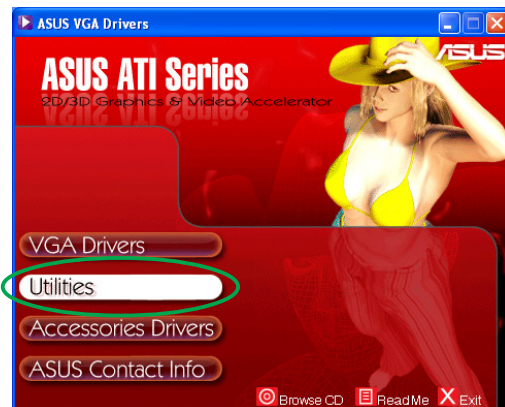 ASUS VGA Drivers
ASUS
ASUS ATI Series
2D/3D Graphics & Video Accelerator
VGA Drivers
Utilities
Accessories Drivers
ASUS Contact Info
Browse CD
ReadMe
X Exit